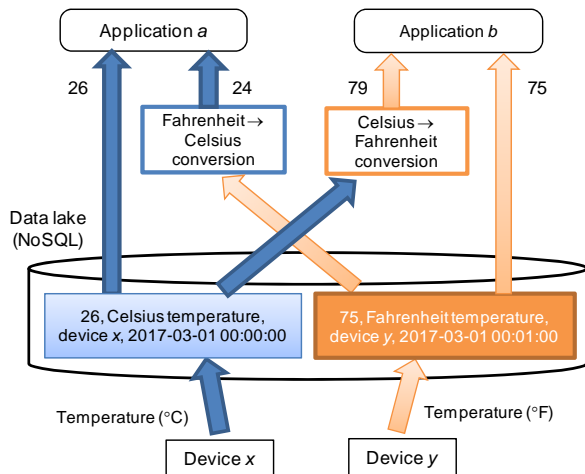 Application a
Application b
26
24
79
75
Fahrenheit →
Celsius
conversion
Celsius →
Fahrenheit
conversion
Data lake
(NoSQL)
26, Celsius temperature,
device x, 2017-03-01 00:00:00
75, Fahrenheit temperature,
device y, 2017-03-01 00:01:00
Temperature (°C)
Temperature (°F)
Device x
Device y